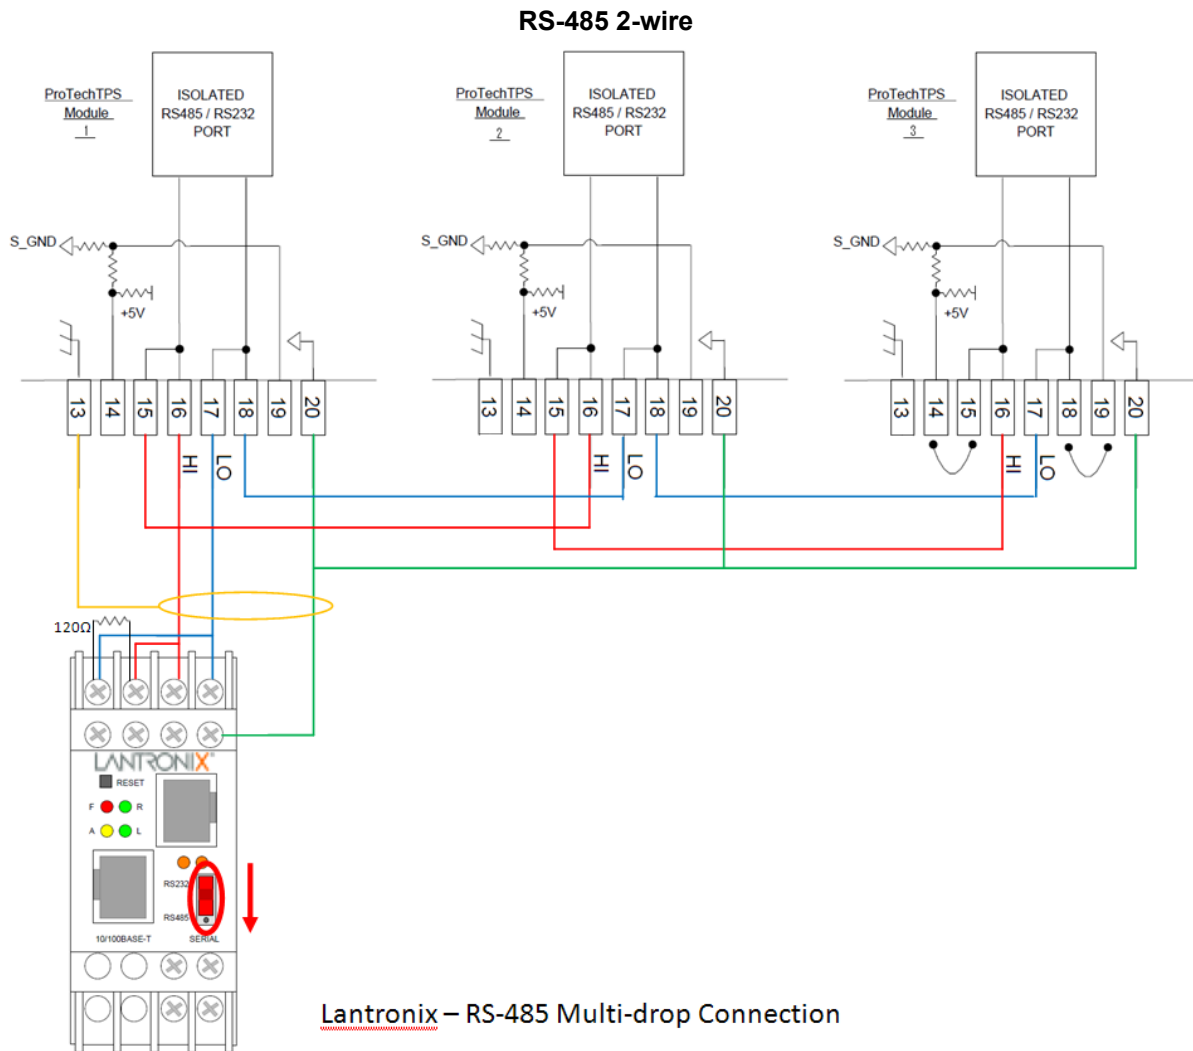 RS-485 2-wire
ProTechTPS
Module
1
ISOLATED
RS485 / RS232
PORT
ProTechTPS
Module
2
ISOLATED
RS485 / RS232
PORT
ProTechTPS
Module
3
ISOLATED
RS485 / RS232
PORT
S_GND
+5V
S_GND
+5V
S_GND
+5V
13 14 15 16 17 18 19 20
13 14 15 16 17 18 19 20
13 14 15 16 17 18 19 20
HI LO
HI LO
HI LO
120Ω
LANTRONIX®
RESET
F R
A L
RS232
RS485
10/100BASE-T SERIAL
Lantronix – RS-485 Multi-drop Connection